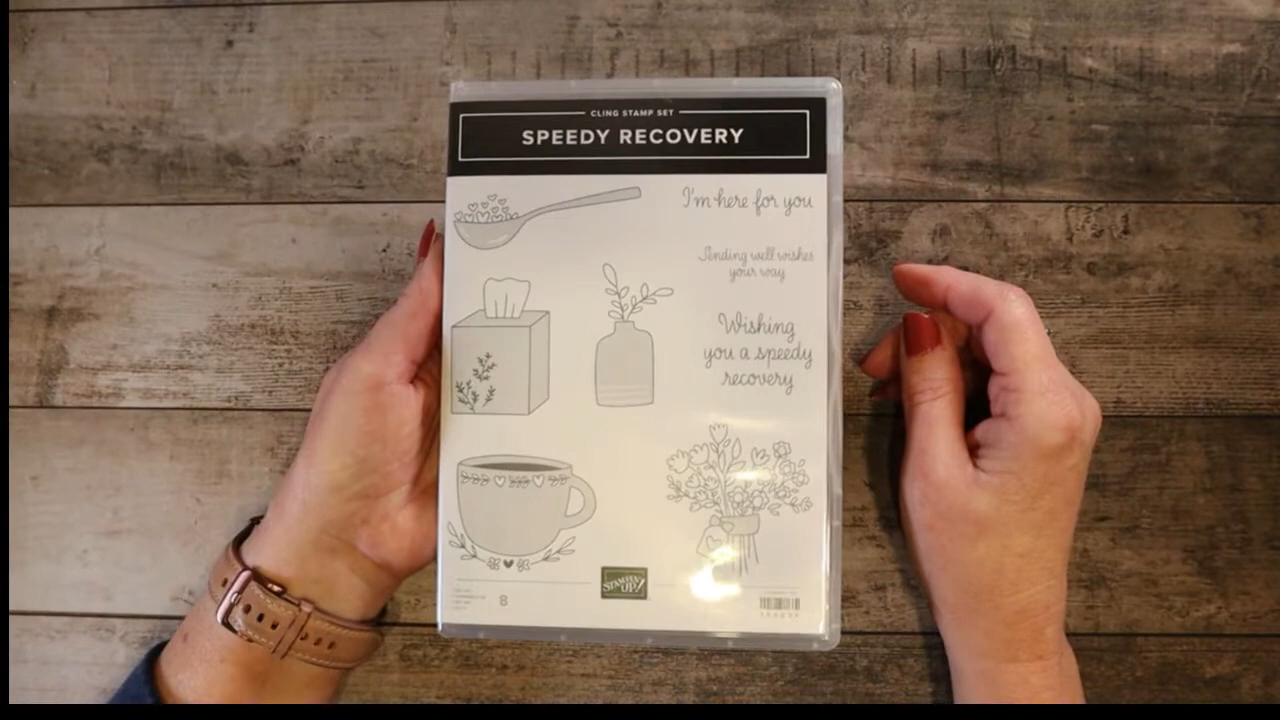 CLING STAMP SET
SPEEDY RECOVERY
I'm here for you
Sending well wishes
your way
Wishing
you a speedy
recovery
STAMPIN'
UP!
8